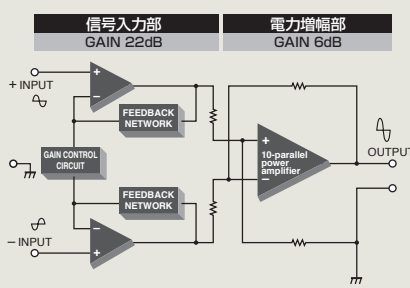 信号入力部
GAIN 22dB
電力増幅部
GAIN 6dB
+ INPUT
+
−
FEEDBACK
NETWORK
GAIN CONTROL
CIRCUIT
FEEDBACK
NETWORK
−
+
− INPUT
+
10-parallel
power
amplifier
−
OUTPUT